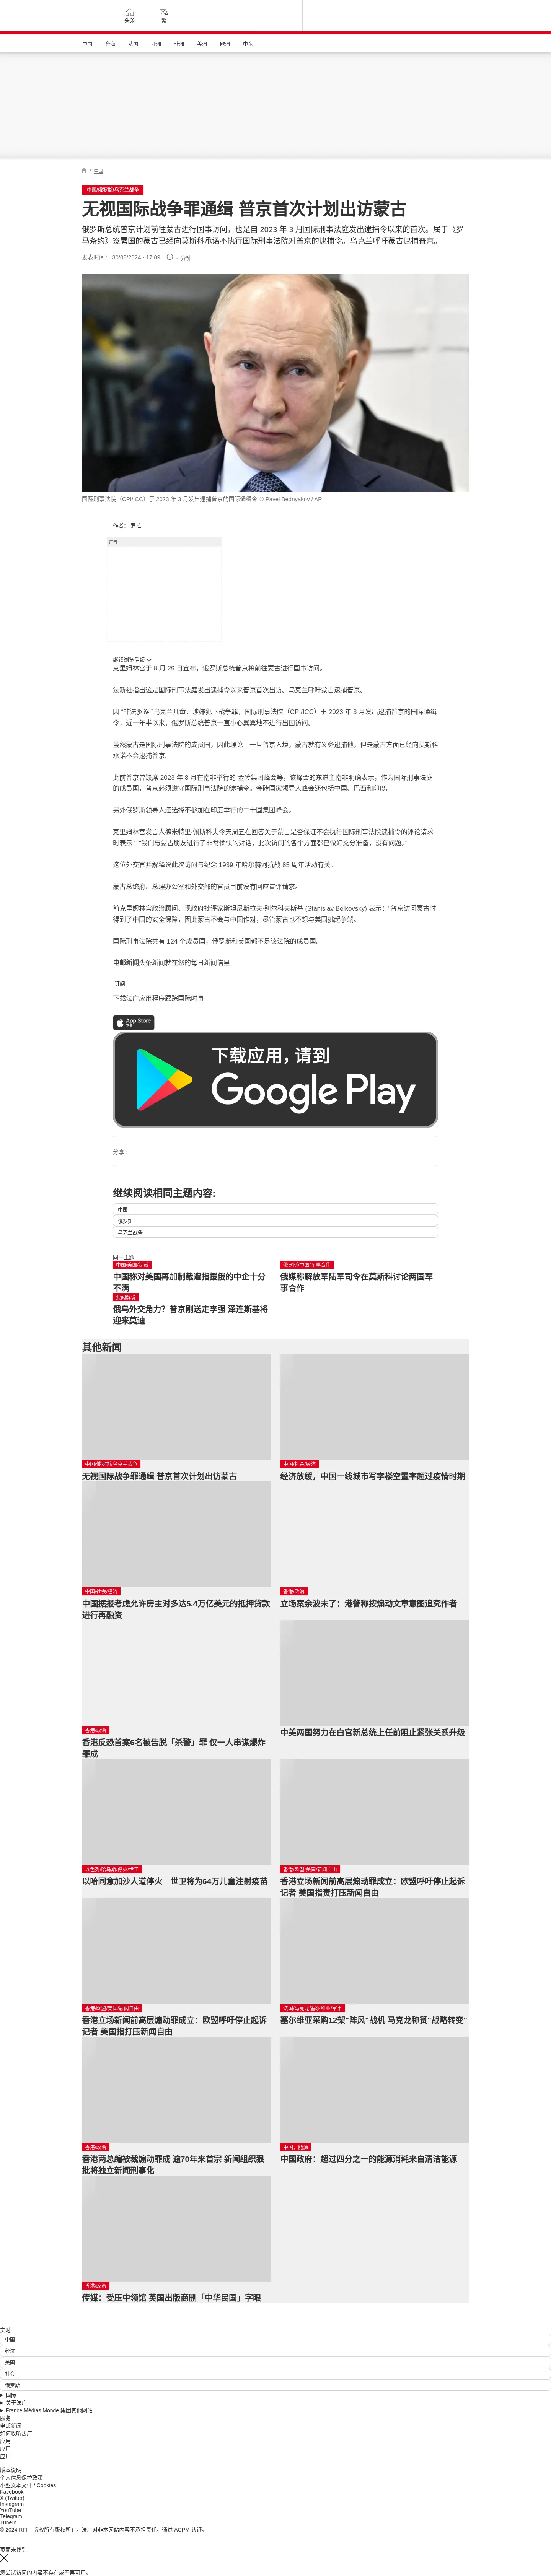 头条
繁
中国
台海
法国
亚洲
非洲
美洲
欧洲
中东
/ 中国
中国/俄罗斯/乌克兰战争
无视国际战争罪通缉 普京首次计划出访蒙古
俄罗斯总统普京计划前往蒙古进行国事访问，也是自 2023 年 3 月国际刑事法庭发出逮捕令以来的首次。属于《罗
马条约》签署国的蒙古已经向莫斯科承诺不执行国际刑事法院对普京的逮捕令。乌克兰呼吁蒙古逮捕普京。
发表时间： 30/08/2024 - 17:09
5 分钟
国际刑事法院（CPI/ICC）于 2023 年 3 月发出逮捕普京的国际通缉令 © Pavel Bednyakov / AP
作者： 罗拉
广告
继续浏览后续
克里姆林宫于 8 月 29 日宣布，俄罗斯总统普京将前往蒙古进行国事访问。
法新社指出这是国际刑事法庭发出逮捕令以来普京首次出访。乌克兰呼吁蒙古逮捕普京。
因 “非法驱逐 ”乌克兰儿童，涉嫌犯下战争罪，国际刑事法院（CPI/ICC）于 2023 年 3 月发出逮捕普京的国际通缉
令，近一年半以来，俄罗斯总统普京一直小心翼翼地不进行出国访问。
虽然蒙古是国际刑事法院的成员国，因此理论上一旦普京入境，蒙古就有义务逮捕他，但是蒙古方面已经向莫斯科
承诺不会逮捕普京。
此前普京曾缺席 2023 年 8 月在南非举行的 金砖集团峰会等，该峰会的东道主南非明确表示，作为国际刑事法庭
的成员国，普京必须遵守国际刑事法院的逮捕令。金砖国家领导人峰会还包括中国、巴西和印度。
另外俄罗斯领导人还选择不参加在印度举行的二十国集团峰会。
克里姆林宫发言人德米特里·佩斯科夫今天周五在回答关于蒙古是否保证不会执行国际刑事法院逮捕令的评论请求
时表示：“我们与蒙古朋友进行了非常愉快的对话，此次访问的各个方面都已做好充分准备，没有问题。”
这位外交官并解释说此次访问与纪念 1939 年哈尔赫河抗战 85 周年活动有关。
蒙古总统府、总理办公室和外交部的官员目前没有回应置评请求。
前克里姆林宫政治顾问、现政府批评家斯坦尼斯拉夫·别尔科夫斯基 (Stanislav Belkovsky) 表示：“普京访问蒙古时
得到了中国的安全保障，因此蒙古不会与中国作对，尽管蒙古也不想与美国挑起争端。
国际刑事法院共有 124 个成员国，俄罗斯和美国都不是该法院的成员国。
电邮新闻头条新闻就在您的每日新闻信里
订阅
下载法广应用程序跟踪国际时事
App Store
下载
下载应用，请到
Google Play
分享 :
继续阅读相同主题内容:
中国
俄罗斯
乌克兰战争
同一主题
中国/美国/制裁
中国称对美国再加制裁遭指援俄的中企十分
不满
俄罗斯/中国/军事合作
俄媒称解放军陆军司令在莫斯科讨论两国军
事合作
要闻解说
俄乌外交角力？普京刚送走李强 泽连斯基将
迎来莫迪
其他新闻
中国/俄罗斯/乌克兰战争
无视国际战争罪通缉 普京首次计划出访蒙古
中国/社会/经济
经济放缓，中国一线城市写字楼空置率超过疫情时期
中国/社会/经济
中国据报考虑允许房主对多达5.4万亿美元的抵押贷款
进行再融资
香港/政治
立场案余波未了：港警称按煽动文章意图追究作者
香港/政治
香港反恐首案6名被告脱「杀警」罪 仅一人串谋爆炸
罪成
中美两国努力在白宫新总统上任前阻止紧张关系升级
以色列/哈马斯/停火/世卫
以哈同意加沙人道停火　世卫将为64万儿童注射疫苗
香港/欧盟/美国/新闻自由
香港立场新闻前高层煽动罪成立：欧盟呼吁停止起诉
记者 美国指责打压新闻自由
香港/欧盟/美国/新闻自由
香港立场新闻前高层煽动罪成立：欧盟呼吁停止起诉
记者 美国指打压新闻自由
法国/马克龙/塞尔维亚/军事
塞尔维亚采购12架"阵风"战机 马克龙称赞"战略转变"
香港/政治
香港两总编被裁煽动罪成 逾70年来首宗 新闻组织狠
批将独立新闻刑事化
中国、能源
中国政府：超过四分之一的能源消耗来自清洁能源
香港/政治
传媒：受压中领馆 英国出版商删「中华民国」字眼
实时
中国
经济
美国
社会
俄罗斯
国际
关于法广
France Médias Monde 集团其他网站
服务
电邮新闻
如何收听法广
应用
应用
应用
版本说明
个人信息保护政策
小型文本文件 / Cookies
Facebook
X (Twitter)
Instagram
YouTube
Telegram
TuneIn
© 2024 RFI – 版权所有版权所有。法广对非本网站内容不承担责任。通过 ACPM 认证。
页面未找到
您尝试访问的内容不存在或不再可用。